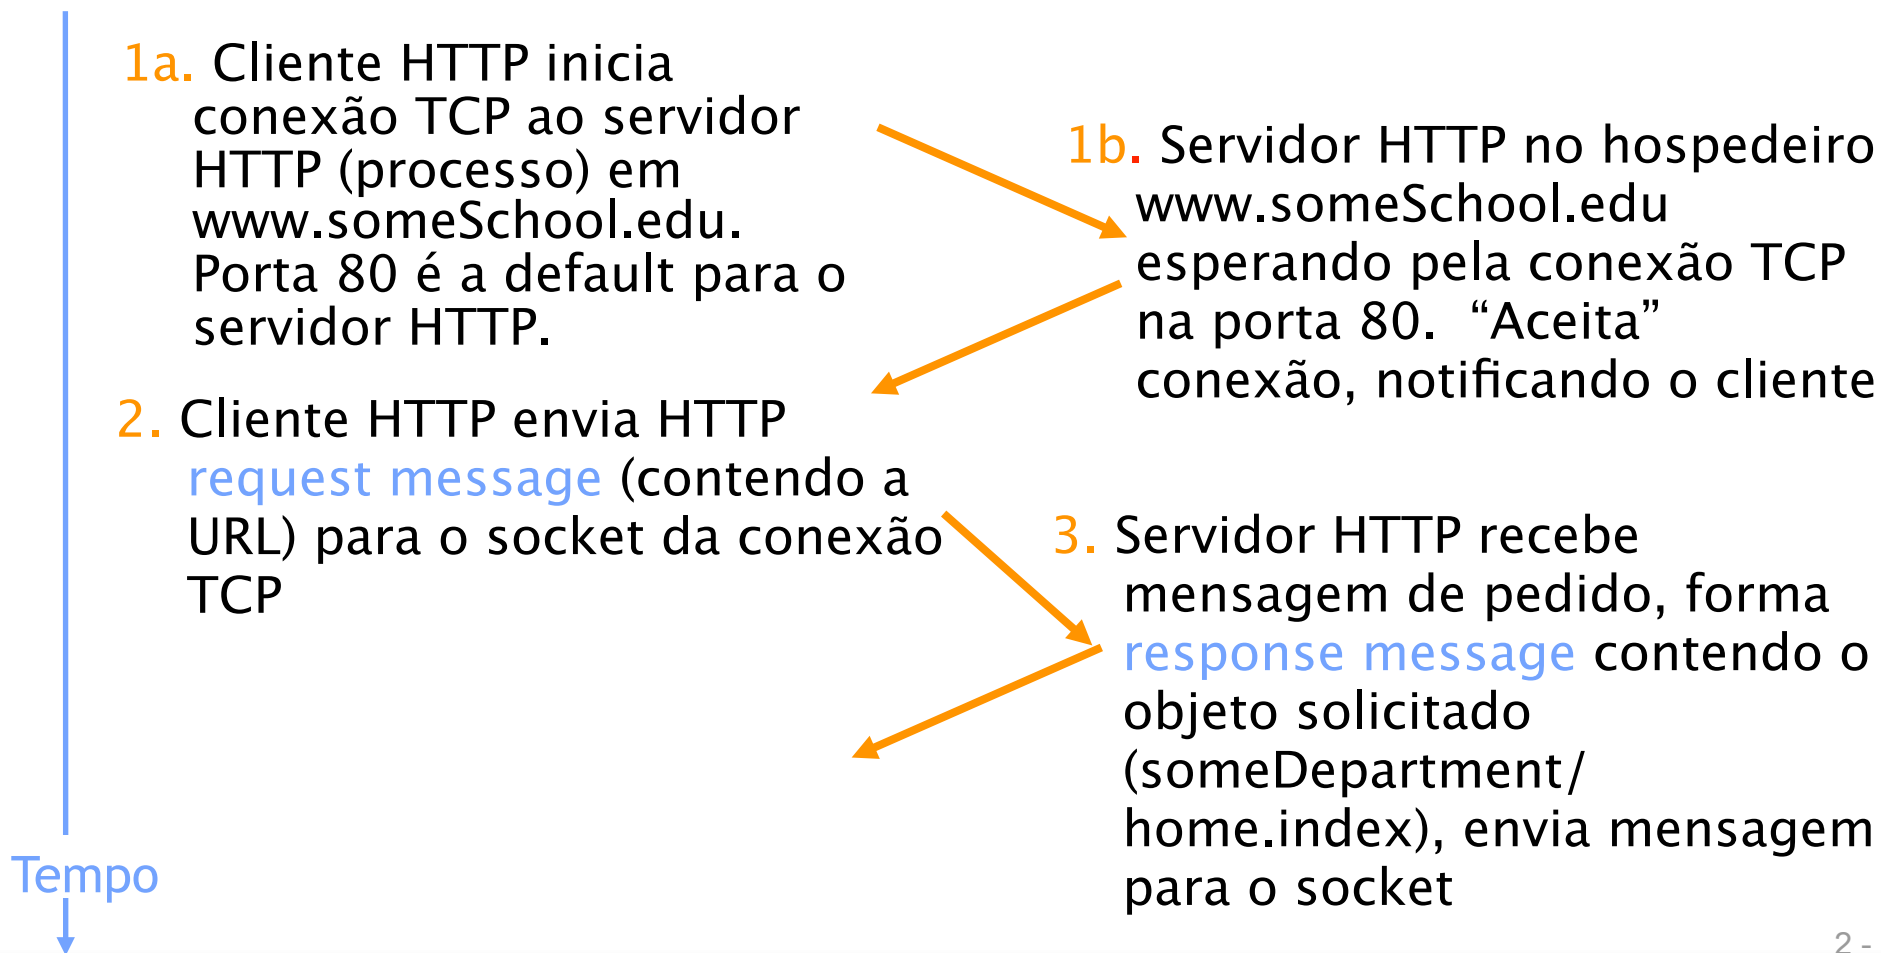 1a. Cliente HTTP inicia
conexão TCP ao servidor
HTTP (processo) em
www.someSchool.edu.
Porta 80 é a default para o
servidor HTTP.
1b. Servidor HTTP no hospedeiro
www.someSchool.edu
esperando pela conexão TCP
na porta 80. “Aceita”
conexão, notificando o cliente
2. Cliente HTTP envia HTTP
request message (contendo a
URL) para o socket da conexão
TCP
3. Servidor HTTP recebe
mensagem de pedido, forma
response message contendo o
objeto solicitado
(someDepartment/
home.index), envia mensagem
para o socket
Tempo
2 -